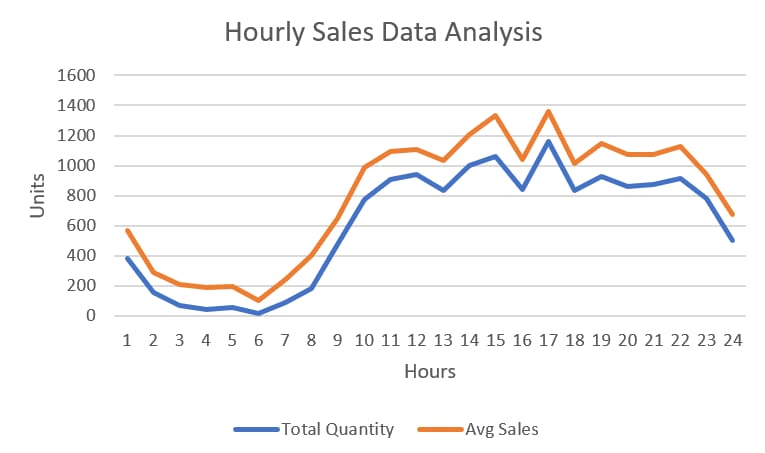 Hourly Sales Data Analysis
Units
1600
1400
1200
1000
800
600
400
200
0
1 2 3 4 5 6 7 8 9 10 11 12 13 14 15 16 17 18 19 20 21 22 23 24
Hours
Total Quantity Avg Sales